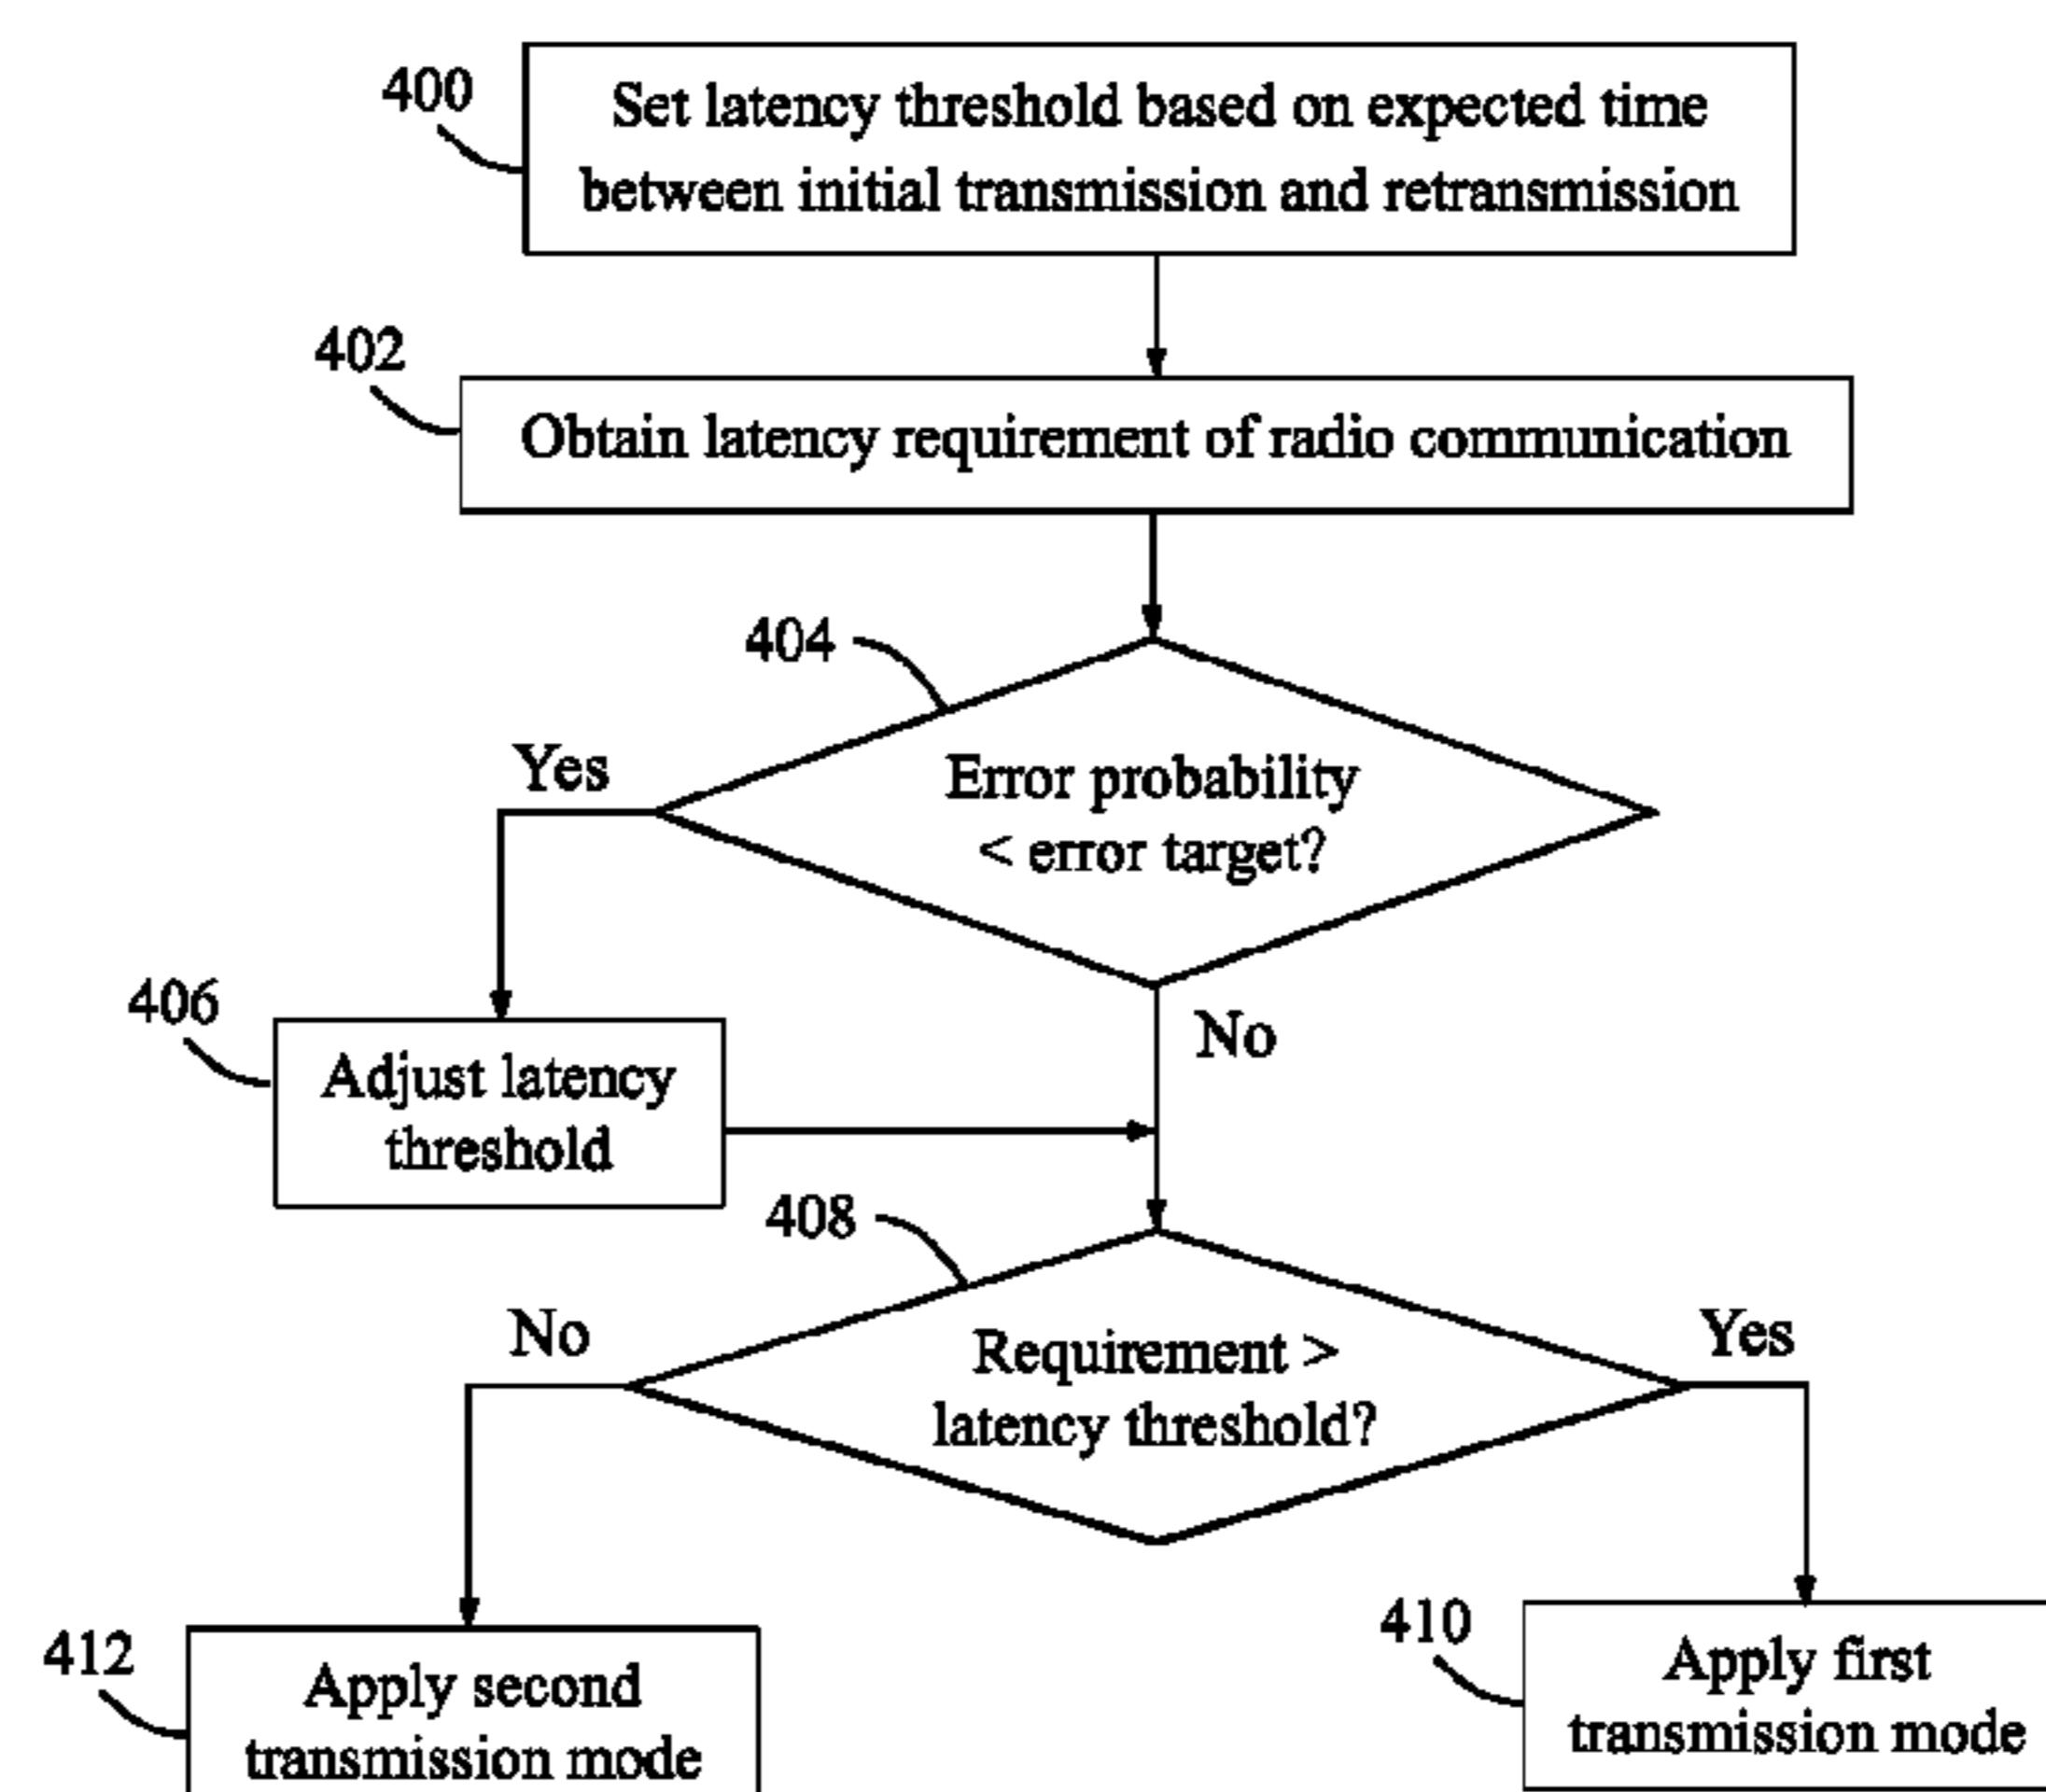 400
Set latency threshold based on expected time
between initial transmission and retransmission
402
Obtain latency requirement of radio communication
404
Yes
Error probability
< error target?
No
406
Adjust latency
threshold
408
No
Requirement >
latency threshold?
Yes
412
Apply second
transmission mode
410
Apply first
transmission mode